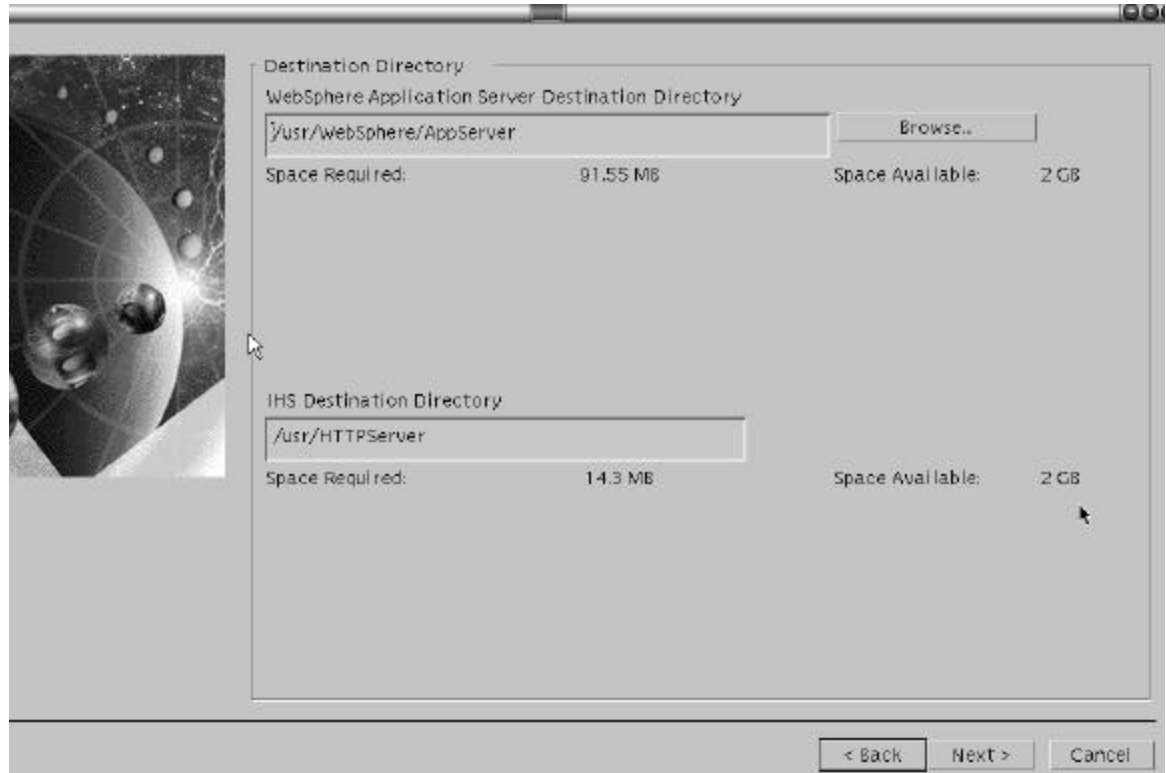 Destination Directory
WebSphere Application Server Destination Directory
/usr/WebSphere/AppServer
Browse..
Space Required: 91.55 MB Space Available: 2 GB
IHS Destination Directory
/usr/HTTPServer
Space Required: 14.3 MB Space Available: 2 GB
< Back Next > Cancel